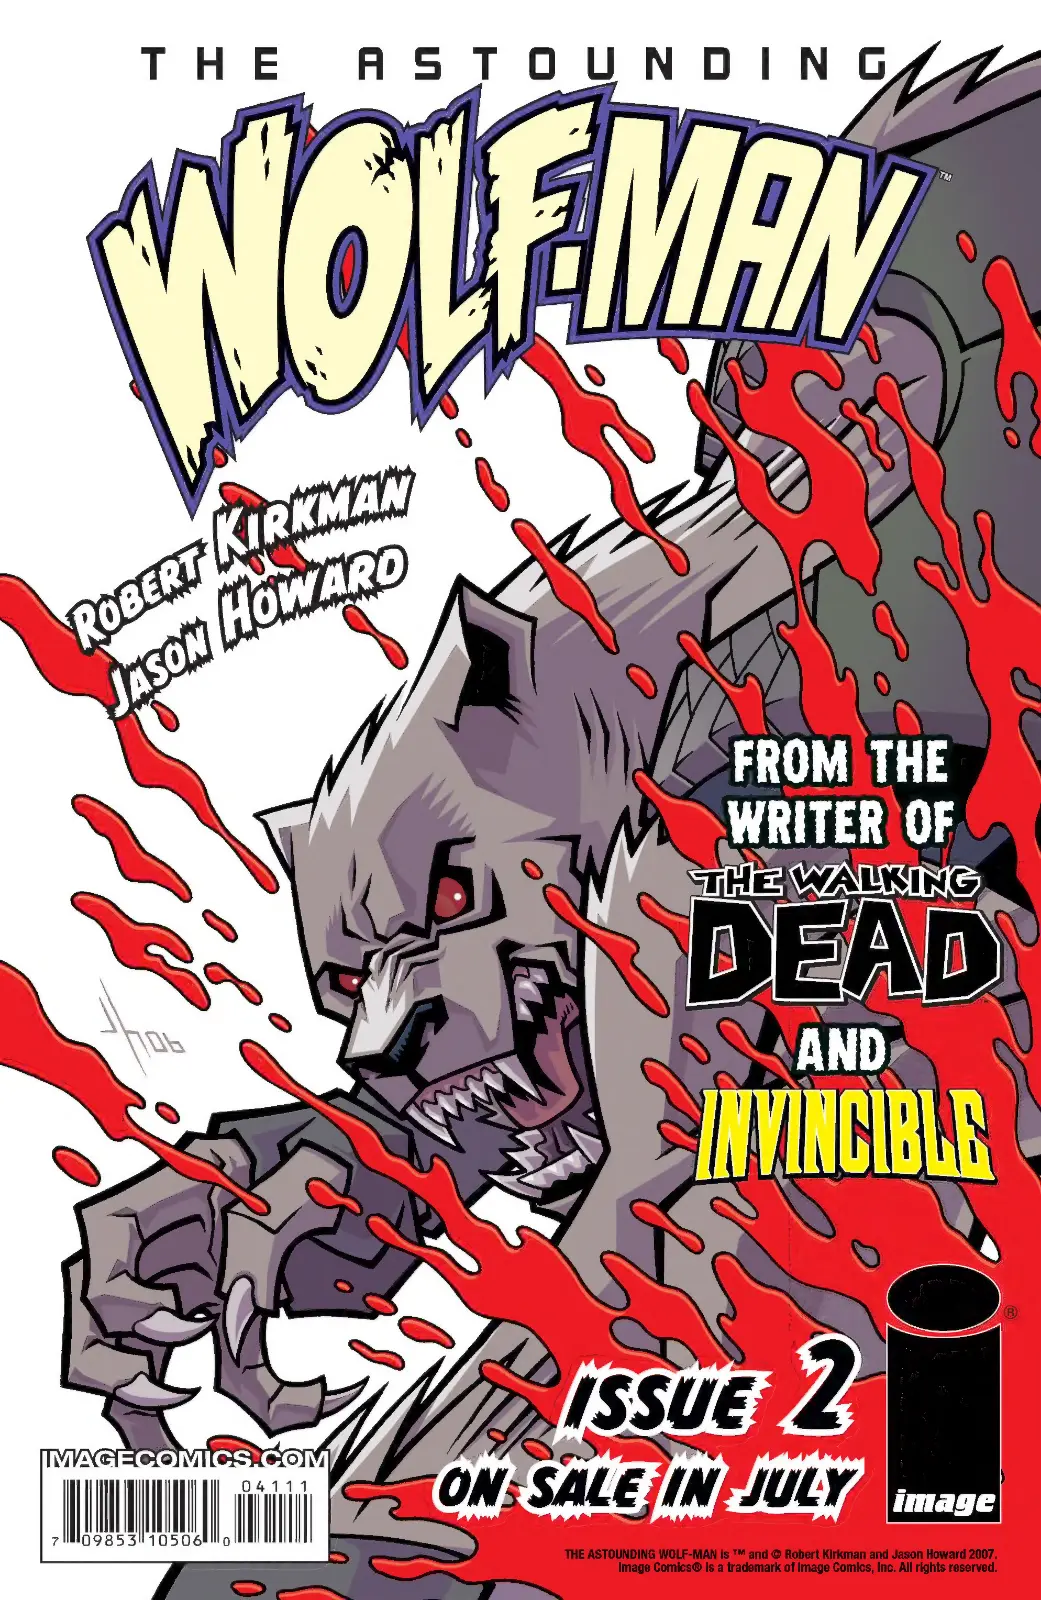 THE ASTOUNDING
WOLF-MAN™
ROBERT KIRKMAN
JASON HOWARD
FROM THE
WRITER OF
THE WALKING
DEAD
AND
INVINCIBLE
06
®
ISSUE 2
ON SALE IN JULY
image
IMAGECOMICS.COM
04111
7 09853 10506 0
THE ASTOUNDING WOLF-MAN is ™ and © Robert Kirkman and Jason Howard 2007.
Image Comics® is a trademark of Image Comics, Inc. All rights reserved.